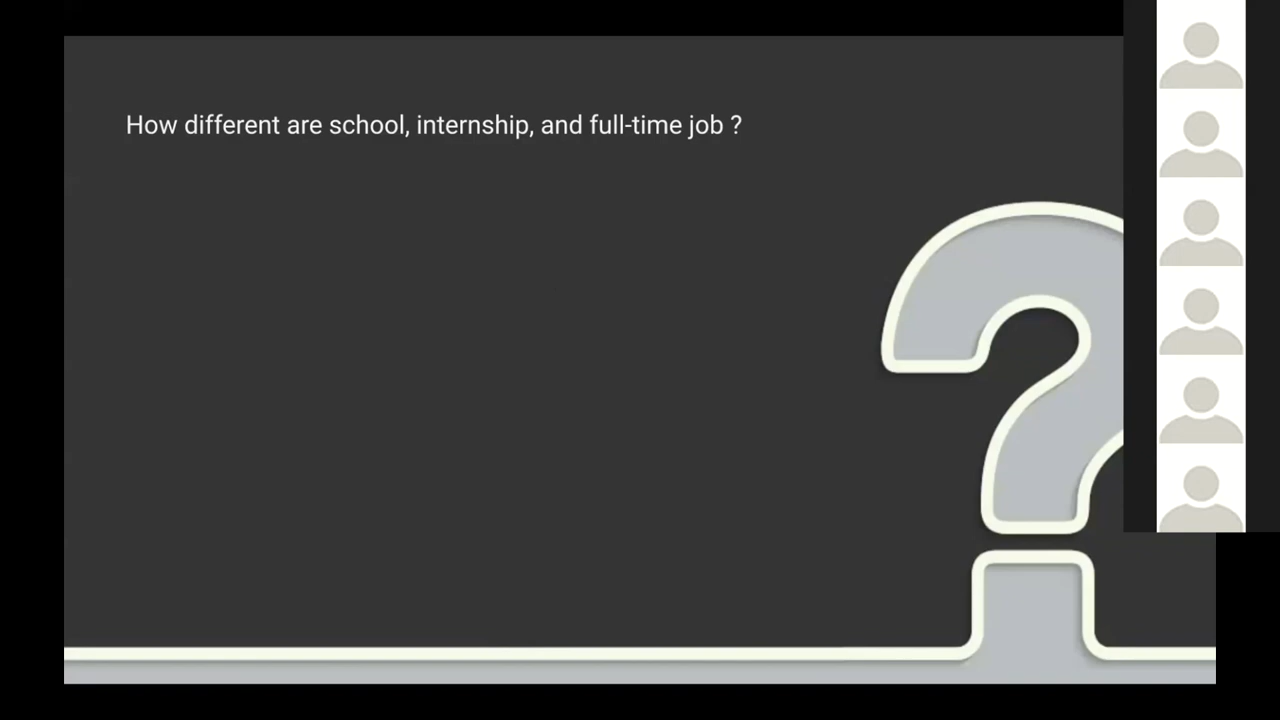 How different are school, internship, and full-time job ?